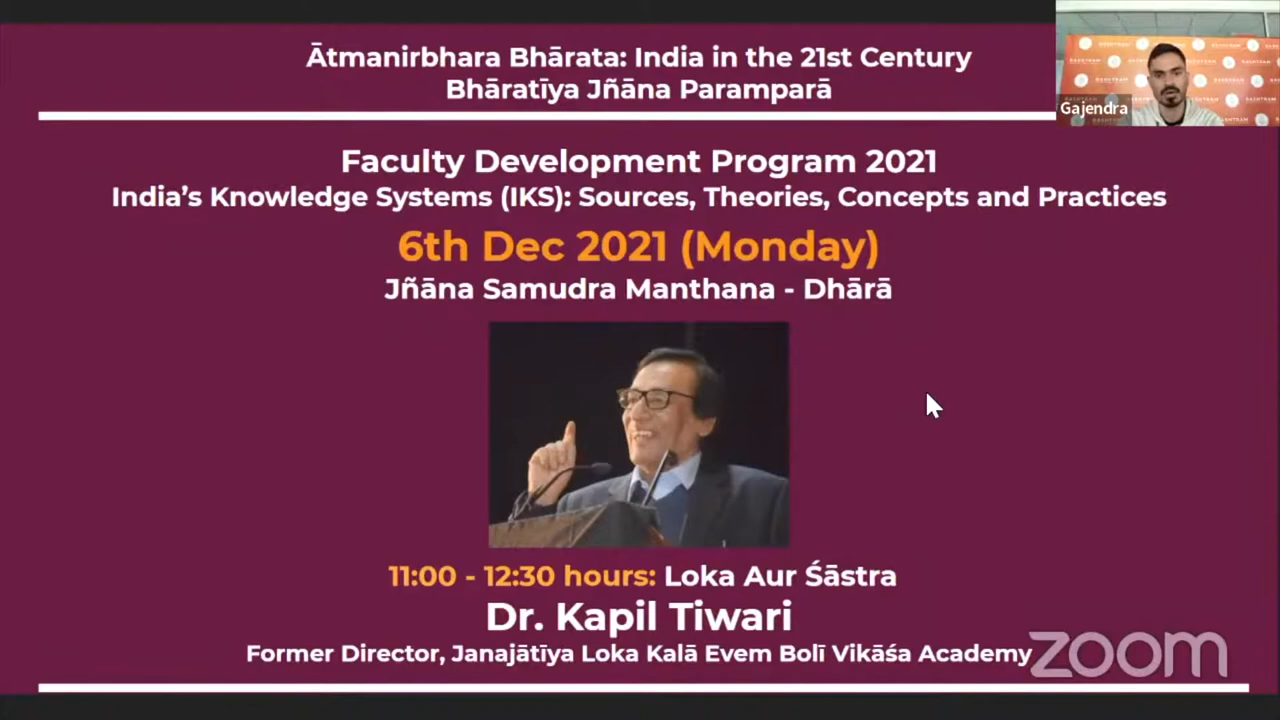 Ātmanirbhara Bhārata: India in the 21st Century
Bhāratīya Jñāna Paramparā
Gajendra
RASHTRAM
Faculty Development Program 2021
India’s Knowledge Systems (IKS): Sources, Theories, Concepts and Practices
6th Dec 2021 (Monday)
Jñāna Samudra Manthana - Dhārā
11:00 - 12:30 hours: Loka Aur Śāstra
Dr. Kapil Tiwari
Former Director, Janajātīya Loka Kalā Evem Bolī Vikāśa Academy
zoom